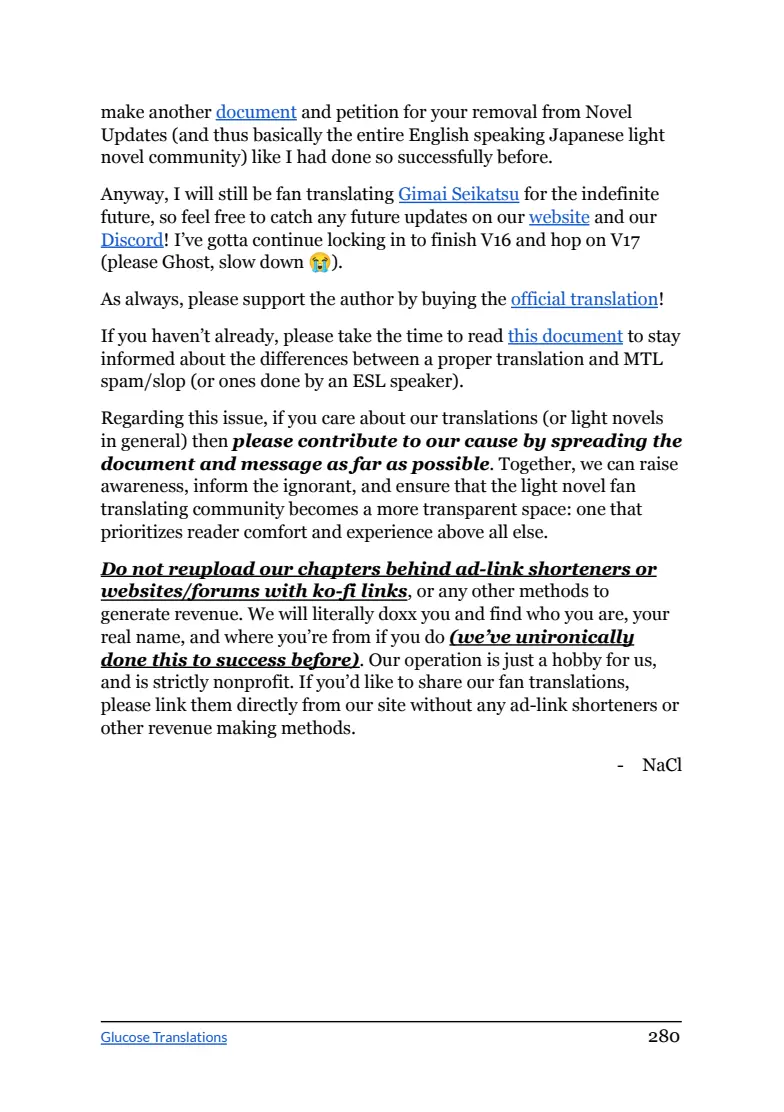 make another document and petition for your removal from Novel
Updates (and thus basically the entire English speaking Japanese light
novel community) like I had done so successfully before.
Anyway, I will still be fan translating Gimai Seikatsu for the indefinite
future, so feel free to catch any future updates on our website and our
Discord! I’ve gotta continue locking in to finish V16 and hop on V17
(please Ghost, slow down 😭).
As always, please support the author by buying the official translation!
If you haven’t already, please take the time to read this document to stay
informed about the differences between a proper translation and MTL
spam/slop (or ones done by an ESL speaker).
Regarding this issue, if you care about our translations (or light novels
in general) then please contribute to our cause by spreading the
document and message as far as possible. Together, we can raise
awareness, inform the ignorant, and ensure that the light novel fan
translating community becomes a more transparent space: one that
prioritizes reader comfort and experience above all else.
Do not reupload our chapters behind ad-link shorteners or
websites/forums with ko-fi links, or any other methods to
generate revenue. We will literally doxx you and find who you are, your
real name, and where you’re from if you do (we’ve unironically
done this to success before). Our operation is just a hobby for us,
and is strictly nonprofit. If you’d like to share our fan translations,
please link them directly from our site without any ad-link shorteners or
other revenue making methods.
- NaCl
Glucose Translations 280